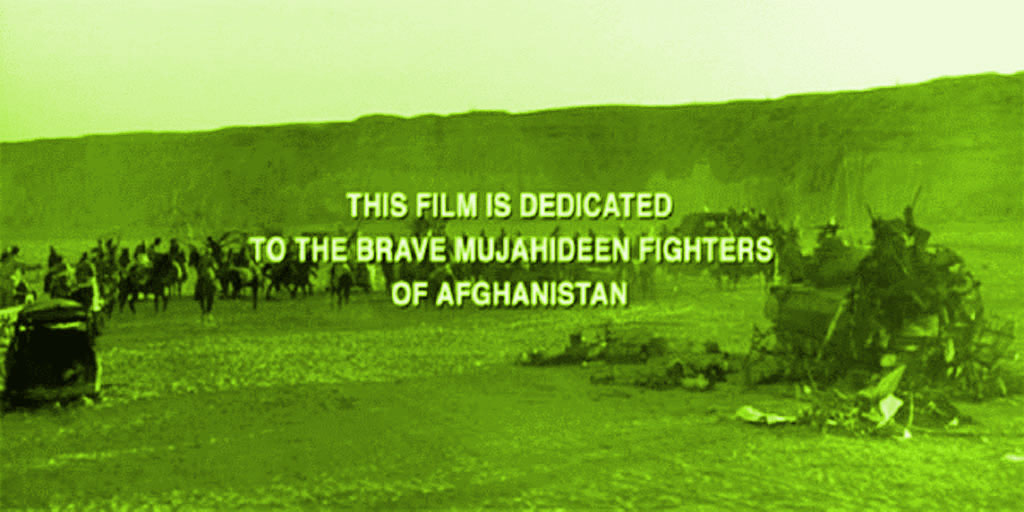 THIS FILM IS DEDICATED
TO THE BRAVE MUJAHIDEEN FIGHTERS
OF AFGHANISTAN